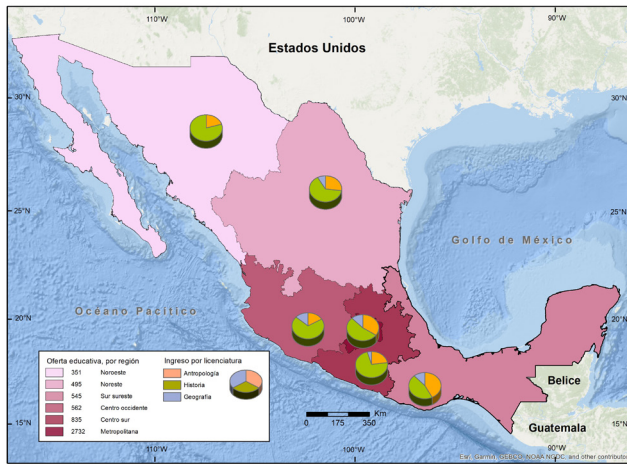 110°W
100°W
90°W
Estados Unidos
30°N
30°N
25°N
25°N
Golfo de México
Océano Pacífico
20°N
20°N
Oferta educativa, por región
Ingreso por licenciatura
351 Noroeste
Antropología
495 Noresto
Historia
545 Sur sureste
Geografia
562 Centro occidente
835 Centro sur
2732 Metropolitana
Km
0 175 350
Belice
Guatemala
15°N
15°N
Esri, Garmin, GEBCO, NOAA NGDC, and other contributors
110°W
100°W
90°W